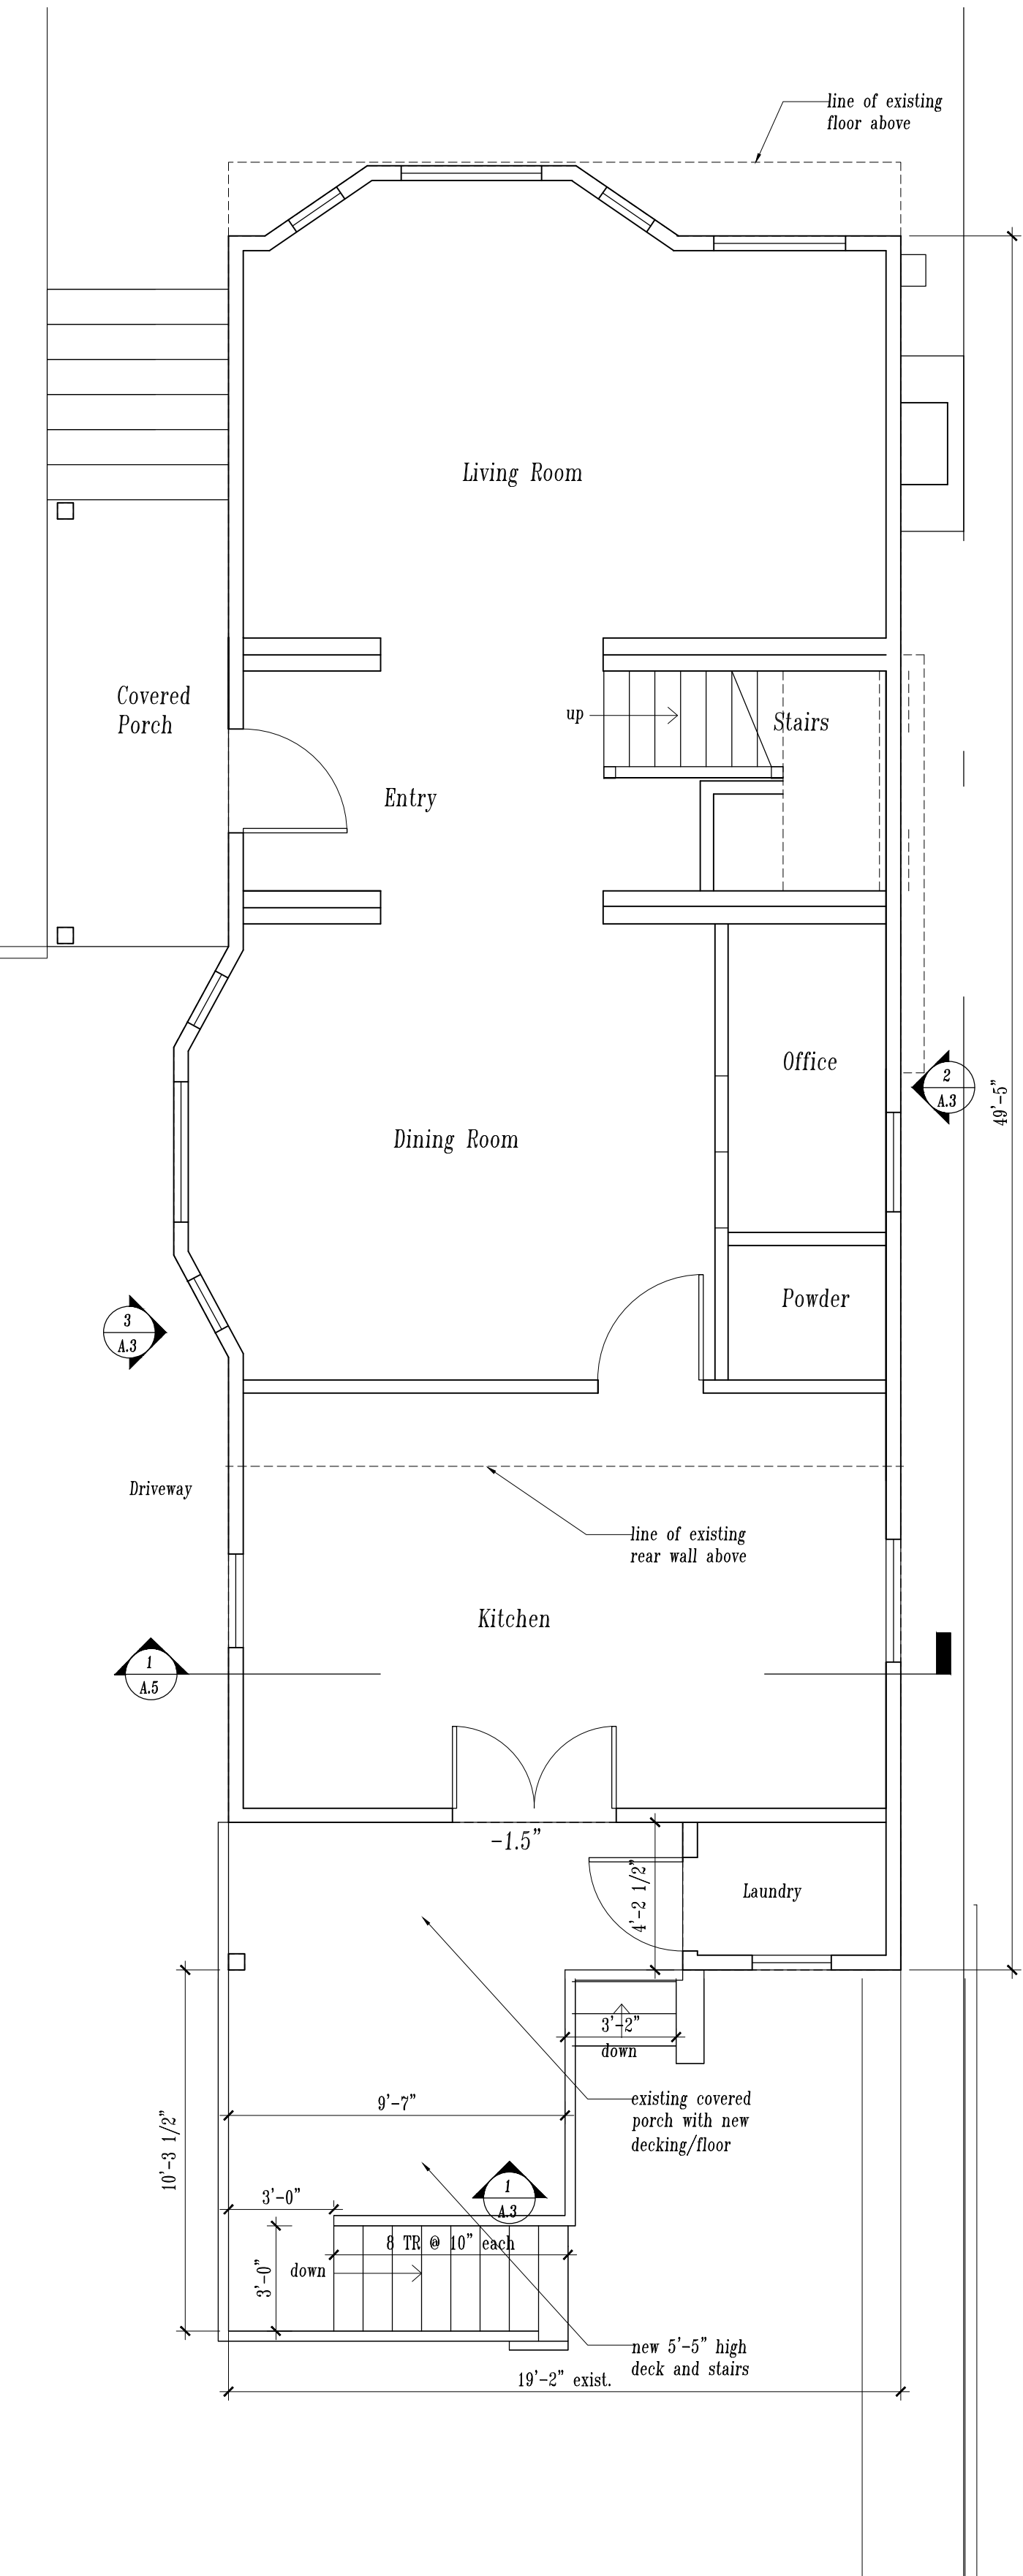 line of existing
floor above
Living Room
Covered
Porch
up
Stairs
Entry
Office
2
A.3
49'-5"
Dining Room
Powder
3
A.3
Driveway
line of existing
rear wall above
Kitchen
1
A.5
-1.5"
4'-2 1/2"
Laundry
3'-2"
down
9'-7"
existing covered
porch with new
decking/floor
10'-3 1/2"
1
A.3
3'-0"
8 TR @ 10" each
3'-0"
down
new 5'-5" high
deck and stairs
19'-2" exist.